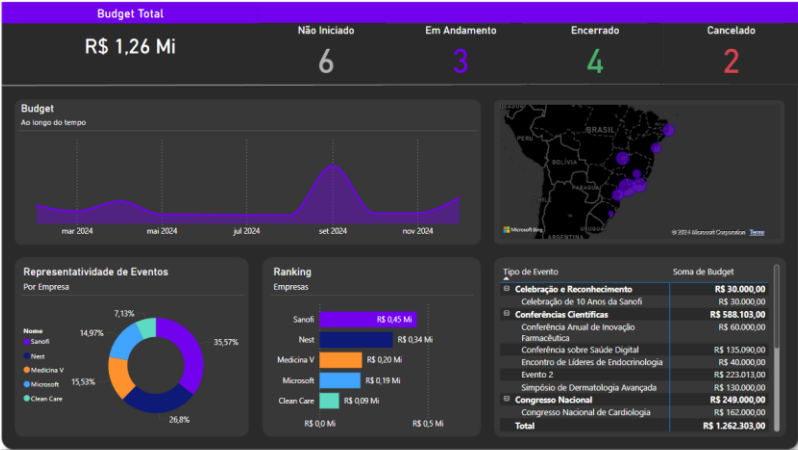 Budget Total
R$ 1,26 Mi
Não Iniciado
6
Em Andamento
3
Encerrado
4
Cancelado
2
Budget
Ao longo do tempo
mar 2024
mai 2024
jul 2024
set 2024
nov 2024
PERU
BRASIL
BOLÍVIA
PARAGUAI
URUGUA
ARGENTINA
Microsoft Bing
© 2024 Microsoft Corporation Terms
Representatividade de Eventos
Por Empresa
Nome
Sanofi
Nest
Medicina V
Microsoft
Clean Care
35,57%
26,8%
15,53%
14,97%
7,13%
Ranking
Empresas
Sanofi R$ 0,45 Mi
Nest R$ 0,34 Mi
Medicina V R$ 0,20 Mi
Microsoft R$ 0,19 Mi
Clean Care R$ 0,09 Mi
R$ 0,0 Mi R$ 0,5 Mi
Tipo de Evento Soma de Budget
Celebração e Reconhecimento R$ 30.000,00
Celebração de 10 Anos da Sanofi R$ 30.000,00
Conferências Científicas R$ 588.103,00
Conferência Anual de Inovação R$ 60.000,00
Farmacêutica
Conferência sobre Saúde Digital R$ 135.090,00
Encontro de Líderes de Endocrinologia R$ 40.000,00
Evento 2 R$ 223.013,00
Simpósio de Dermatologia Avançada R$ 130.000,00
Congresso Nacional R$ 249.000,00
Congresso Nacional de Cardiologia R$ 162.000,00
Total R$ 1.262.303,00